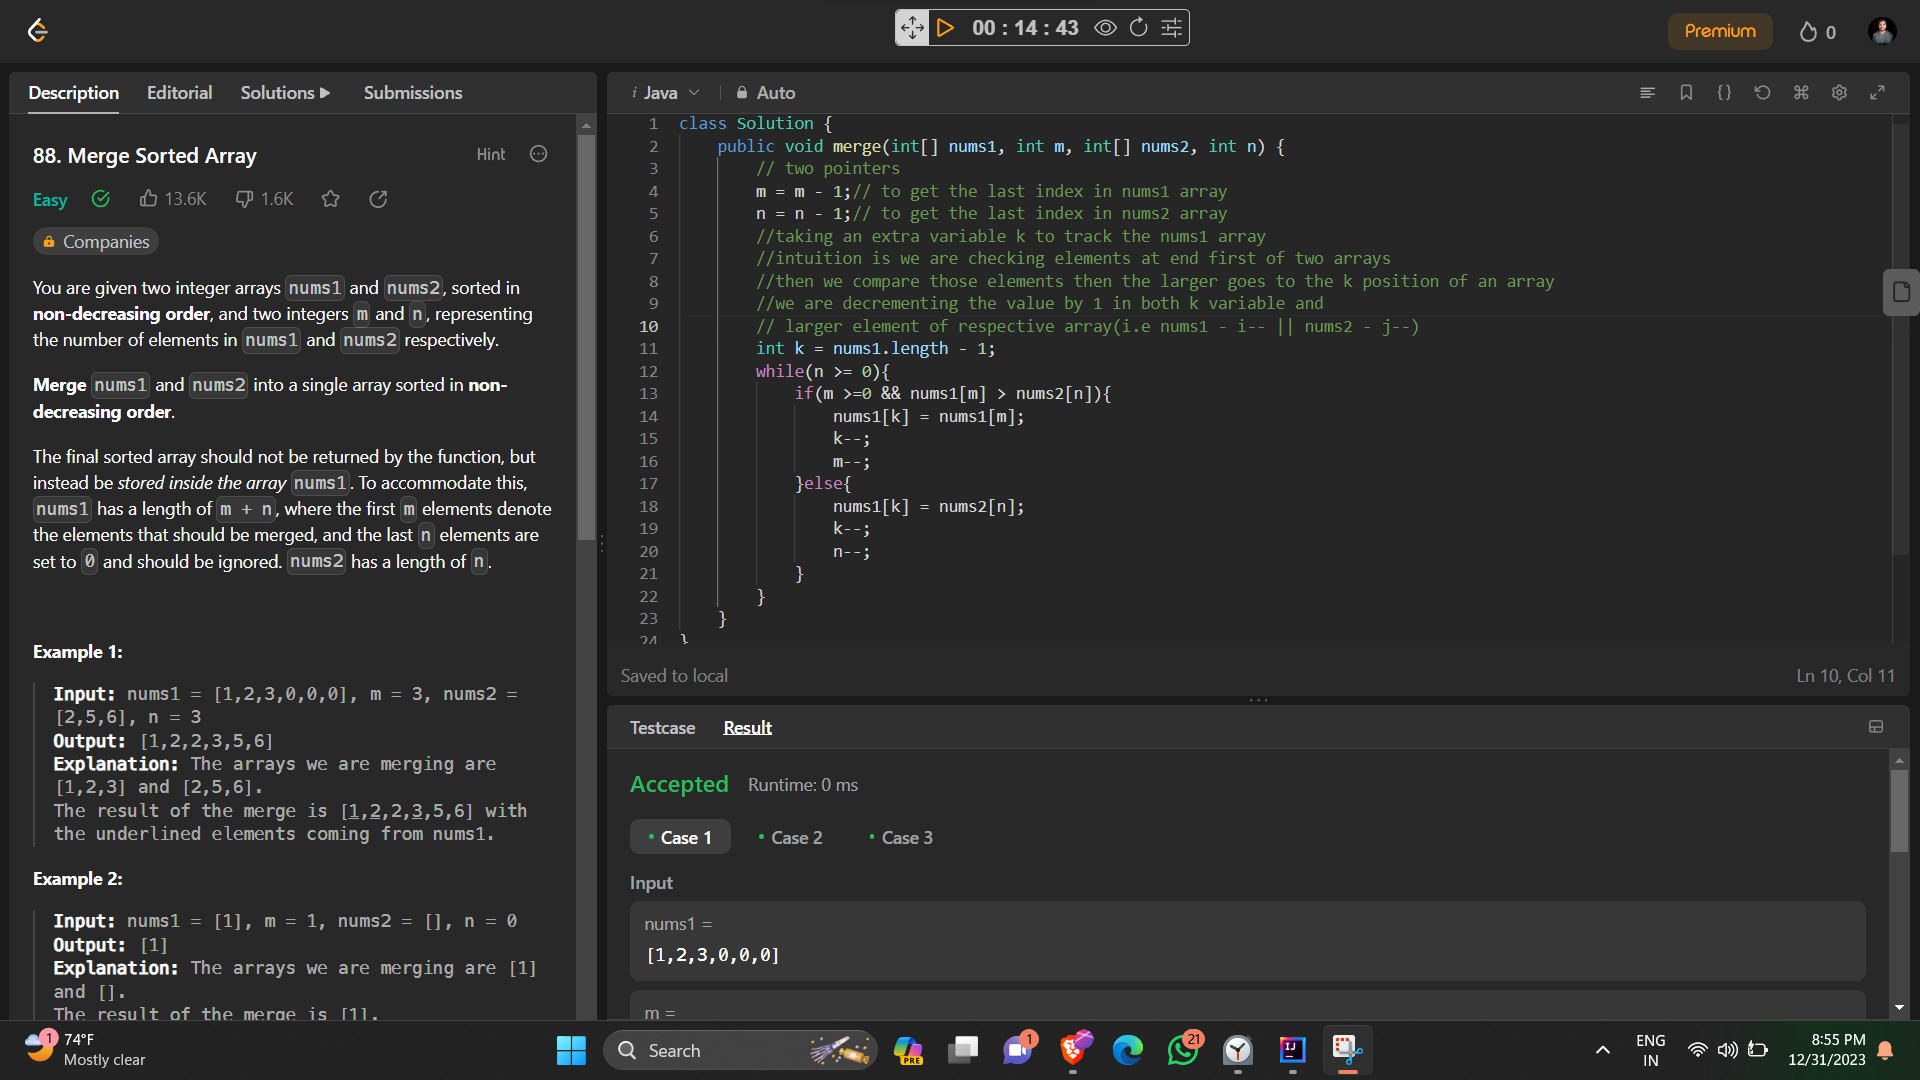 00 : 14 : 43
Premium
0
Description Editorial Solutions Submissions
88. Merge Sorted Array
Hint
Easy 13.6K 1.6K
Companies
You are given two integer arrays nums1 and nums2, sorted in
non-decreasing order, and two integers m and n, representing
the number of elements in nums1 and nums2 respectively.
Merge nums1 and nums2 into a single array sorted in non-
decreasing order.
The final sorted array should not be returned by the function, but
instead be stored inside the array nums1. To accommodate this,
nums1 has a length of m + n, where the first m elements denote
the elements that should be merged, and the last n elements are
set to 0 and should be ignored. nums2 has a length of n.
Example 1:
Input: nums1 = [1,2,3,0,0,0], m = 3, nums2 =
[2,5,6], n = 3
Output: [1,2,2,3,5,6]
Explanation: The arrays we are merging are
[1,2,3] and [2,5,6].
The result of the merge is [1,2,2,3,5,6] with
the underlined elements coming from nums1.
Example 2:
Input: nums1 = [1], m = 1, nums2 = [], n = 0
Output: [1]
Explanation: The arrays we are merging are [1]
and [].
The result of the merge is [1].
i Java Auto
1 class Solution {
2 public void merge(int[] nums1, int m, int[] nums2, int n) {
3 // two pointers
4 m = m - 1;// to get the last index in nums1 array
5 n = n - 1;// to get the last index in nums2 array
6 //taking an extra variable k to track the nums1 array
7 //intuition is we are checking elements at end first of two arrays
8 //then we compare those elements then the larger goes to the k position of an array
9 //we are decrementing the value by 1 in both k variable and
10 // larger element of respective array(i.e nums1 - i-- || nums2 - j--)
11 int k = nums1.length - 1;
12 while(n >= 0){
13 if(m >=0 && nums1[m] > nums2[n]){
14 nums1[k] = nums1[m];
15 k--;
16 m--;
17 }else{
18 nums1[k] = nums2[n];
19 k--;
20 n--;
21 }
22 }
23 }
24 }
Saved to local
Ln 10, Col 11
Testcase Result
Accepted Runtime: 0 ms
Case 1 Case 2 Case 3
Input
nums1 =
[1,2,3,0,0,0]
m =
1
74°F
Mostly clear
Search
PRE
1
21
IJ
ENG
IN
8:55 PM
12/31/2023